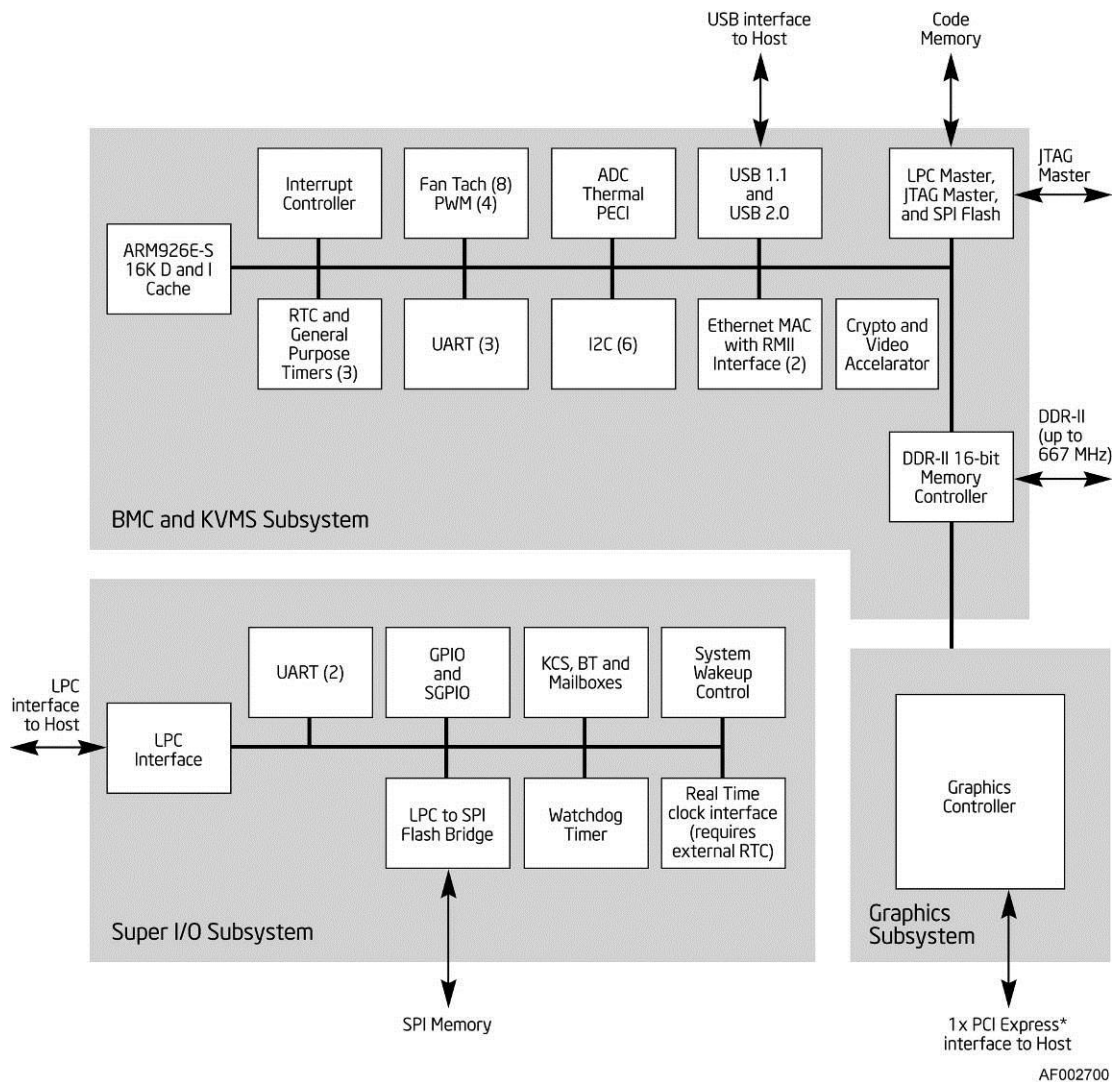 USB interface
to Host
Code
Memory
Interrupt
Controller
Fan Tach (8)
PWM (4)
ADC
Thermal
PECI
USB 1.1
and
USB 2.0
LPC Master,
JTAG Master,
and SPI Flash
JTAG
Master
ARM926E-S
16K D and I
Cache
RTC and
General
Purpose
Timers (3)
UART (3)
I2C (6)
Ethernet MAC
with RMII
Interface (2)
Crypto and
Video
Accelarator
DDR-II 16-bit
Memory
Controller
DDR-II
(up to
667 MHz)
BMC and KVMS Subsystem
LPC
interface
to Host
LPC
Interface
UART (2)
GPIO
and
SGPIO
KCS, BT and
Mailboxes
System
Wakeup
Control
LPC to SPI
Flash Bridge
Watchdog
Timer
Real Time
clock interface
(requires
external RTC)
Super I/O Subsystem
Graphics
Controller
Graphics
Subsystem
SPI Memory
1x PCI Express*
interface to Host
AF002700